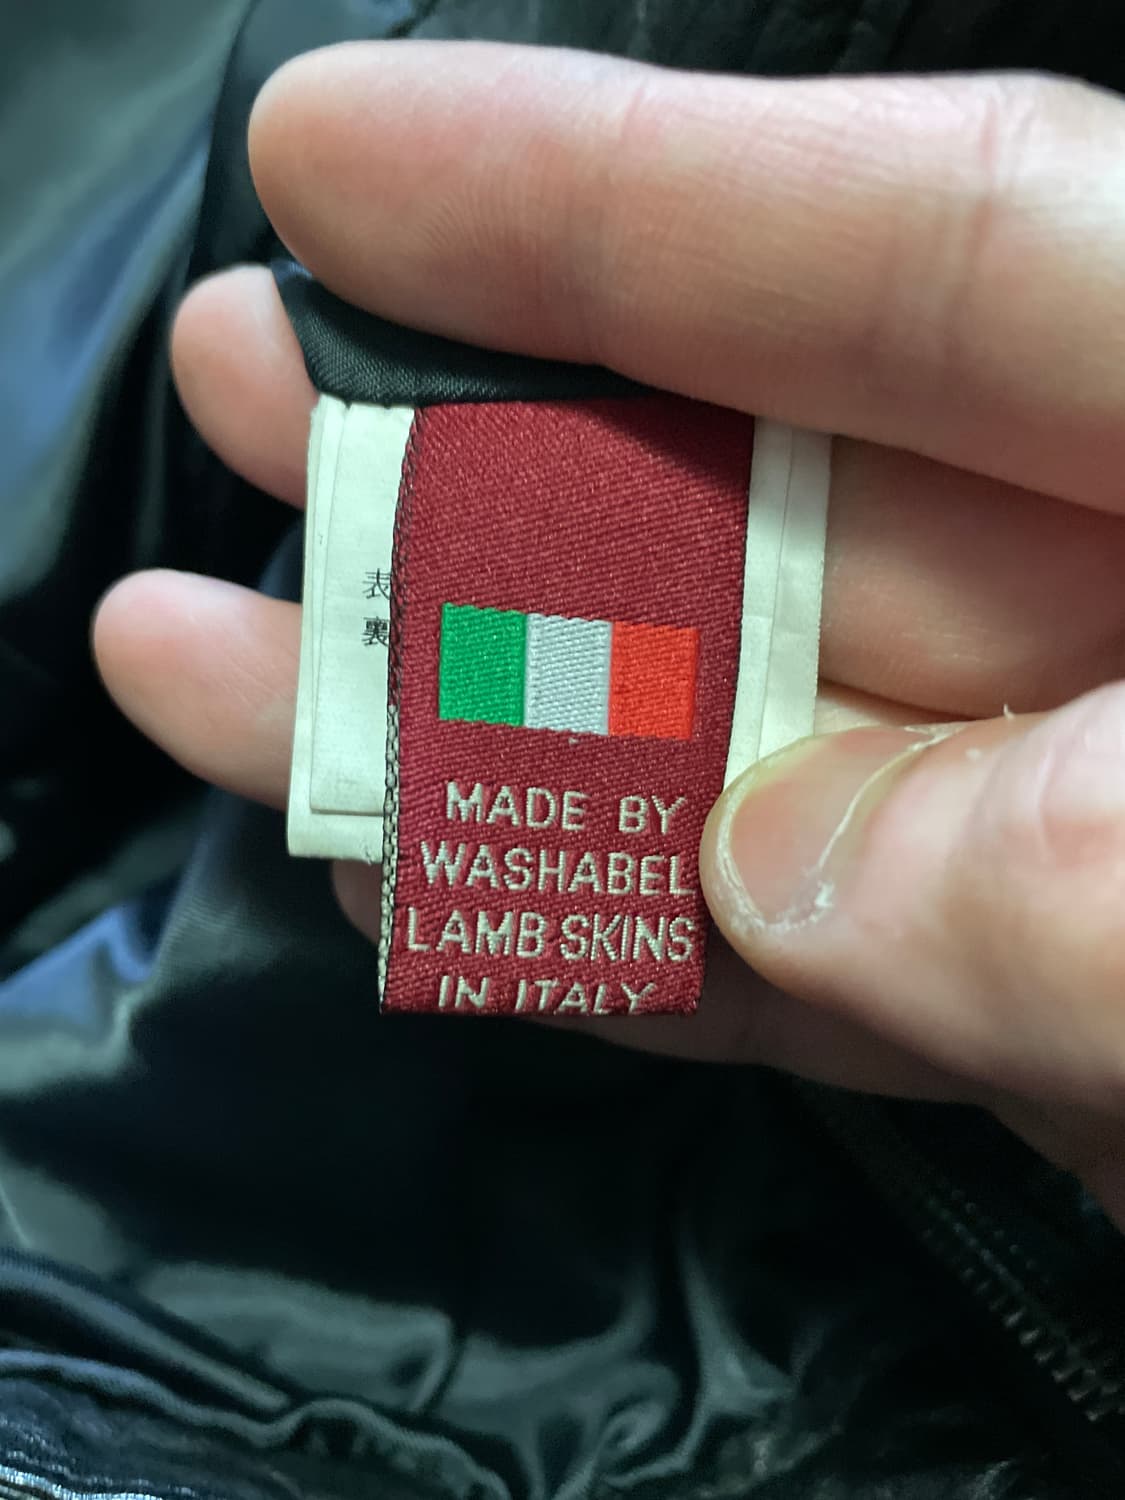 表
裏
MADE BY
WASHABEL
LAMB SKINS
IN ITALY